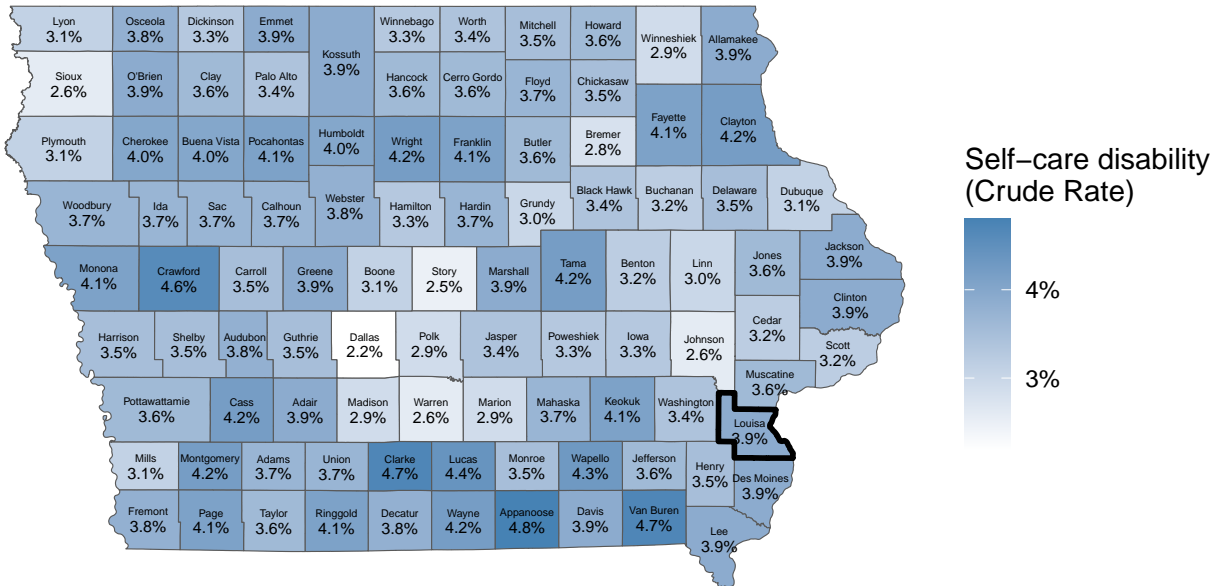 Lyon
3.1%
Osceola
3.8%
Dickinson
3.3%
Emmet
3.9%
Kossuth
3.9%
Winnebago
3.3%
Worth
3.4%
Mitchell
3.5%
Howard
3.6%
Winneshiek
2.9%
Allamakee
3.9%
Sioux
2.6%
O'Brien
3.9%
Clay
3.6%
Palo Alto
3.4%
Hancock
3.6%
Cerro Gordo
3.6%
Floyd
3.7%
Chickasaw
3.5%
Fayette
4.1%
Clayton
4.2%
Plymouth
3.1%
Cherokee
4.0%
Buena Vista
4.0%
Pocahontas
4.1%
Humboldt
4.0%
Wright
4.2%
Franklin
4.1%
Butler
3.6%
Bremer
2.8%
Woodbury
3.7%
Ida
3.7%
Sac
3.7%
Calhoun
3.7%
Webster
3.8%
Hamilton
3.3%
Hardin
3.7%
Grundy
3.0%
Black Hawk
3.4%
Buchanan
3.2%
Delaware
3.5%
Dubuque
3.1%
Monona
4.1%
Crawford
4.6%
Carroll
3.5%
Greene
3.9%
Boone
3.1%
Story
2.5%
Marshall
3.9%
Tama
4.2%
Benton
3.2%
Linn
3.0%
Jones
3.6%
Jackson
3.9%
Clinton
3.9%
Harrison
3.5%
Shelby
3.5%
Audubon
3.8%
Guthrie
3.5%
Dallas
2.2%
Polk
2.9%
Jasper
3.4%
Poweshiek
3.3%
Iowa
3.3%
Johnson
2.6%
Cedar
3.2%
Scott
3.2%
Muscatine
3.6%
Pottawattamie
3.6%
Cass
4.2%
Adair
3.9%
Madison
2.9%
Warren
2.6%
Marion
2.9%
Mahaska
3.7%
Keokuk
4.1%
Washington
3.4%
Louisa
3.9%
Mills
3.1%
Montgomery
4.2%
Adams
3.7%
Union
3.7%
Clarke
4.7%
Lucas
4.4%
Monroe
3.5%
Wapello
4.3%
Jefferson
3.6%
Henry
3.5%
Des Moines
3.9%
Fremont
3.8%
Page
4.1%
Taylor
3.6%
Ringgold
4.1%
Decatur
3.8%
Wayne
4.2%
Appanoose
4.8%
Davis
3.9%
Van Buren
4.7%
Lee
3.9%
Self−care disability
(Crude Rate)
4%
3%